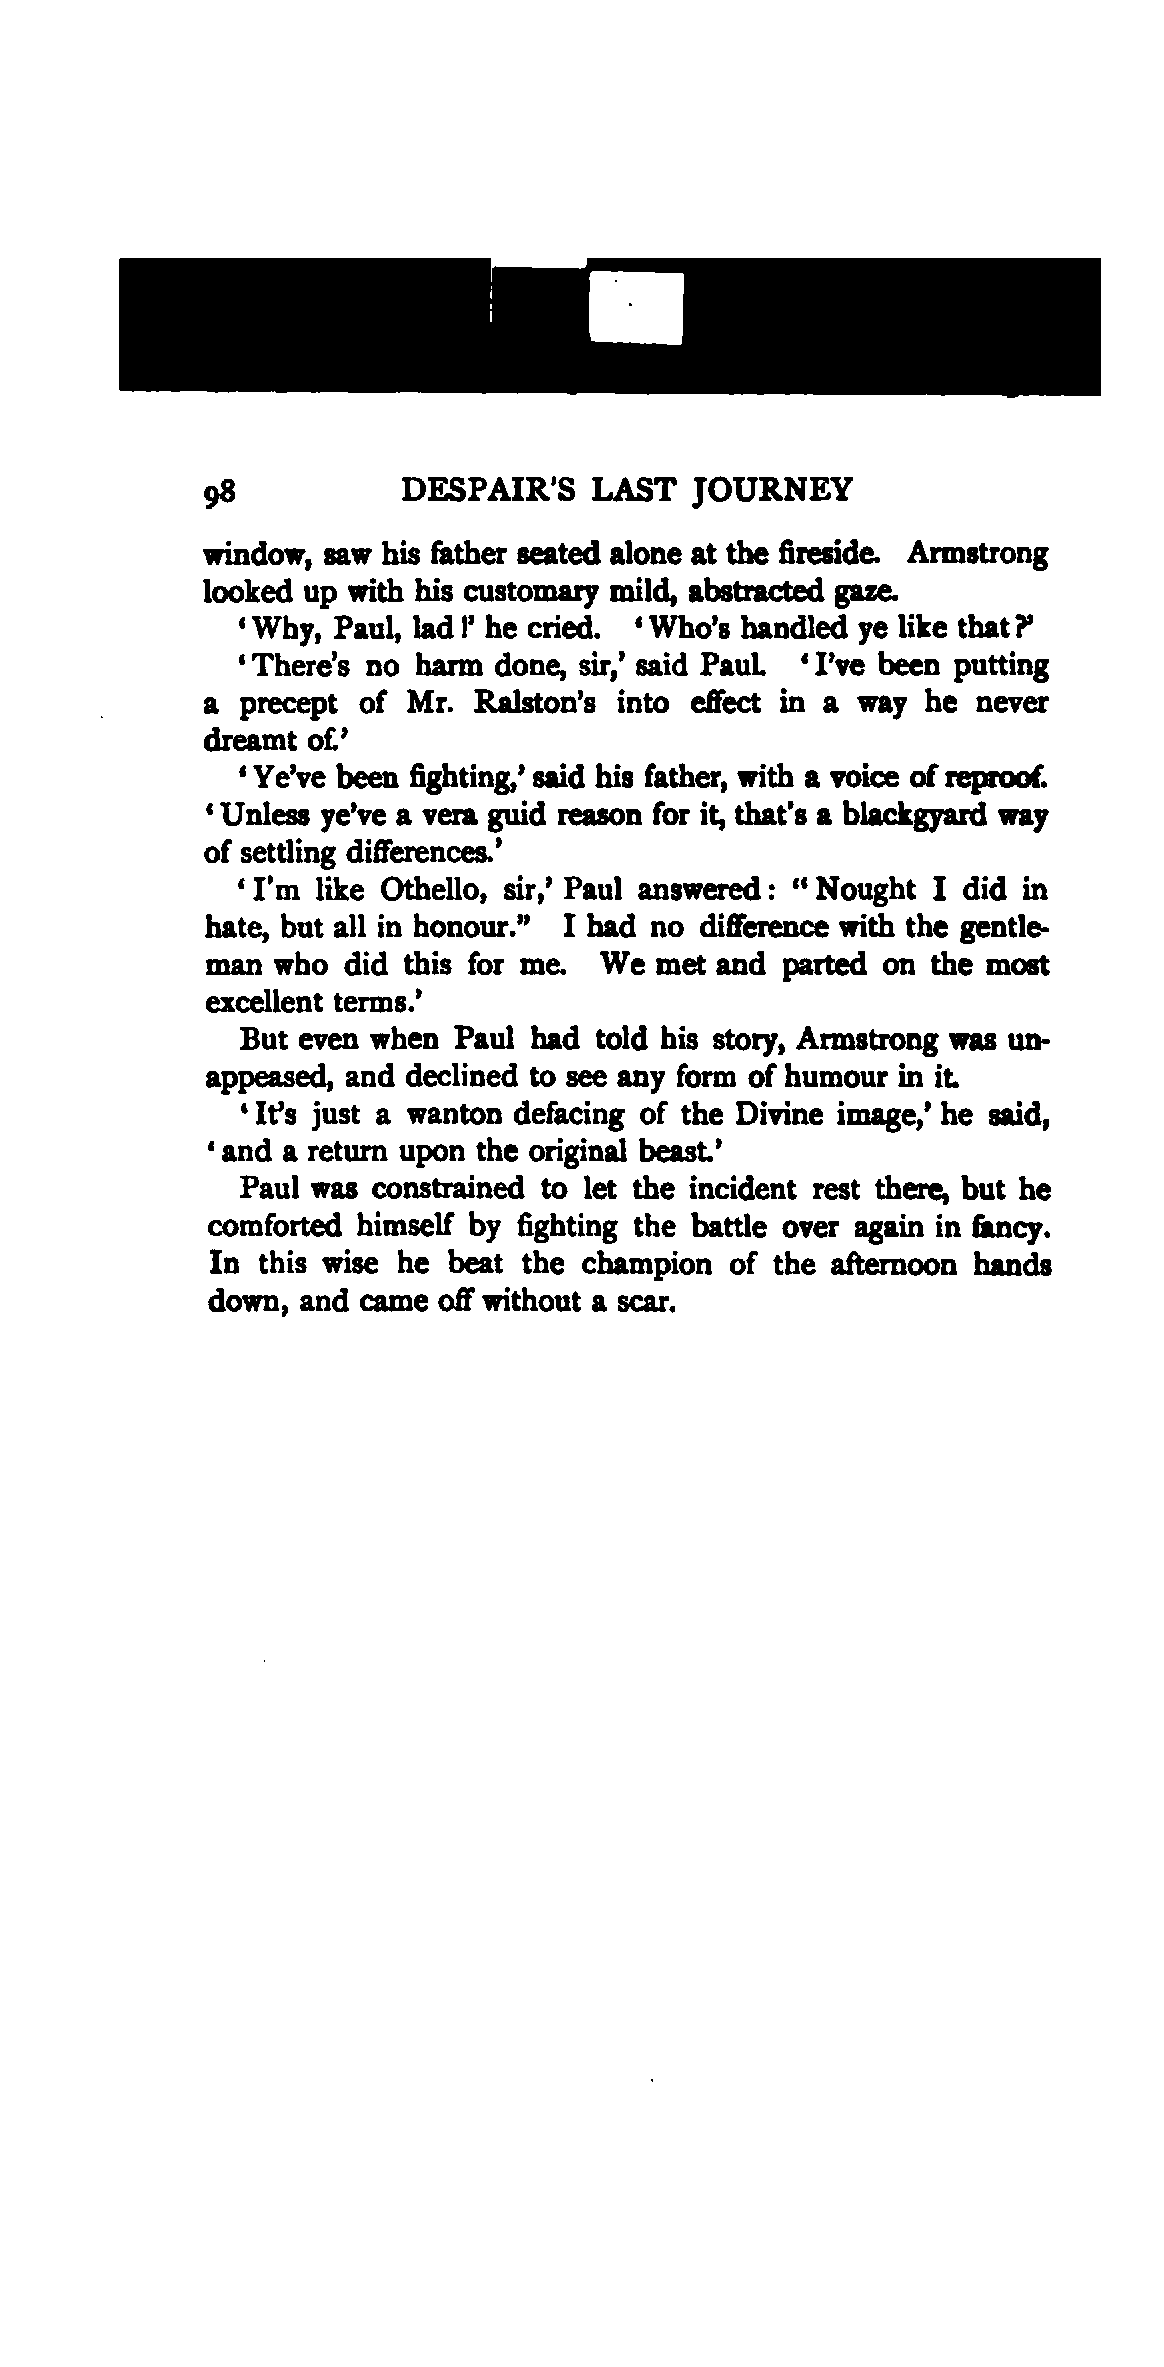 98 DESPAIR'S LAST JOURNEY
window, saw his father seated alone at the fireside. Armstrong
looked up with his customary mild, abstracted gaze.
‘Why, Paul, lad!’ he cried. ‘Who's handled ye like that?’
‘There's no harm done, sir,’ said Paul. ‘I've been putting
a precept of Mr. Ralston's into effect in a way he never
dreamt of.’
‘Ye've been fighting,’ said his father, with a voice of reproof.
‘Unless ye've a vera guid reason for it, that's a blackgyard way
of settling differences.’
‘I'm like Othello, sir,’ Paul answered: “Nought I did in
hate, but all in honour.” I had no difference with the gentle-
man who did this for me. We met and parted on the most
excellent terms.’
But even when Paul had told his story, Armstrong was un-
appeased, and declined to see any form of humour in it.
‘It's just a wanton defacing of the Divine image,’ he said,
‘and a return upon the original beast.’
Paul was constrained to let the incident rest there, but he
comforted himself by fighting the battle over again in fancy.
In this wise he beat the champion of the afternoon hands
down, and came off without a scar.